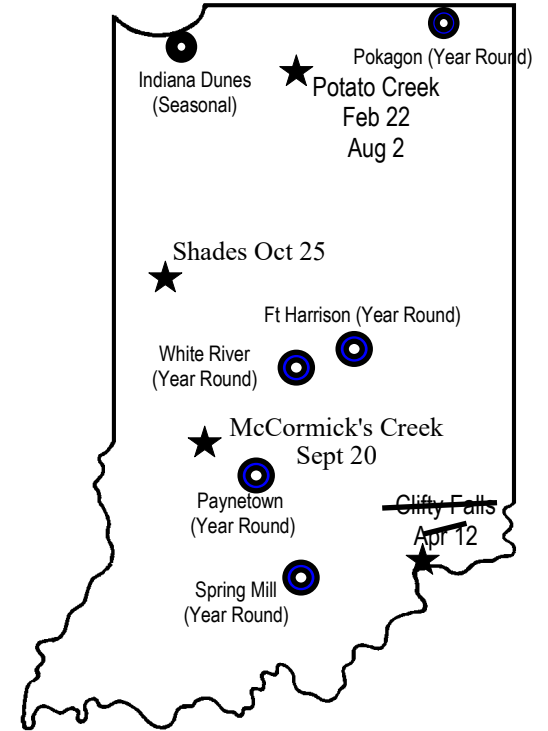 Pokagon (Year Round)
Indiana Dunes
(Seasonal)
Potato Creek
Feb 22
Aug 2
Shades Oct 25
Ft Harrison (Year Round)
White River
(Year Round)
McCormick's Creek
Sept 20
Paynetown
(Year Round)
Clifty Falls
Apr 12
Spring Mill
(Year Round)